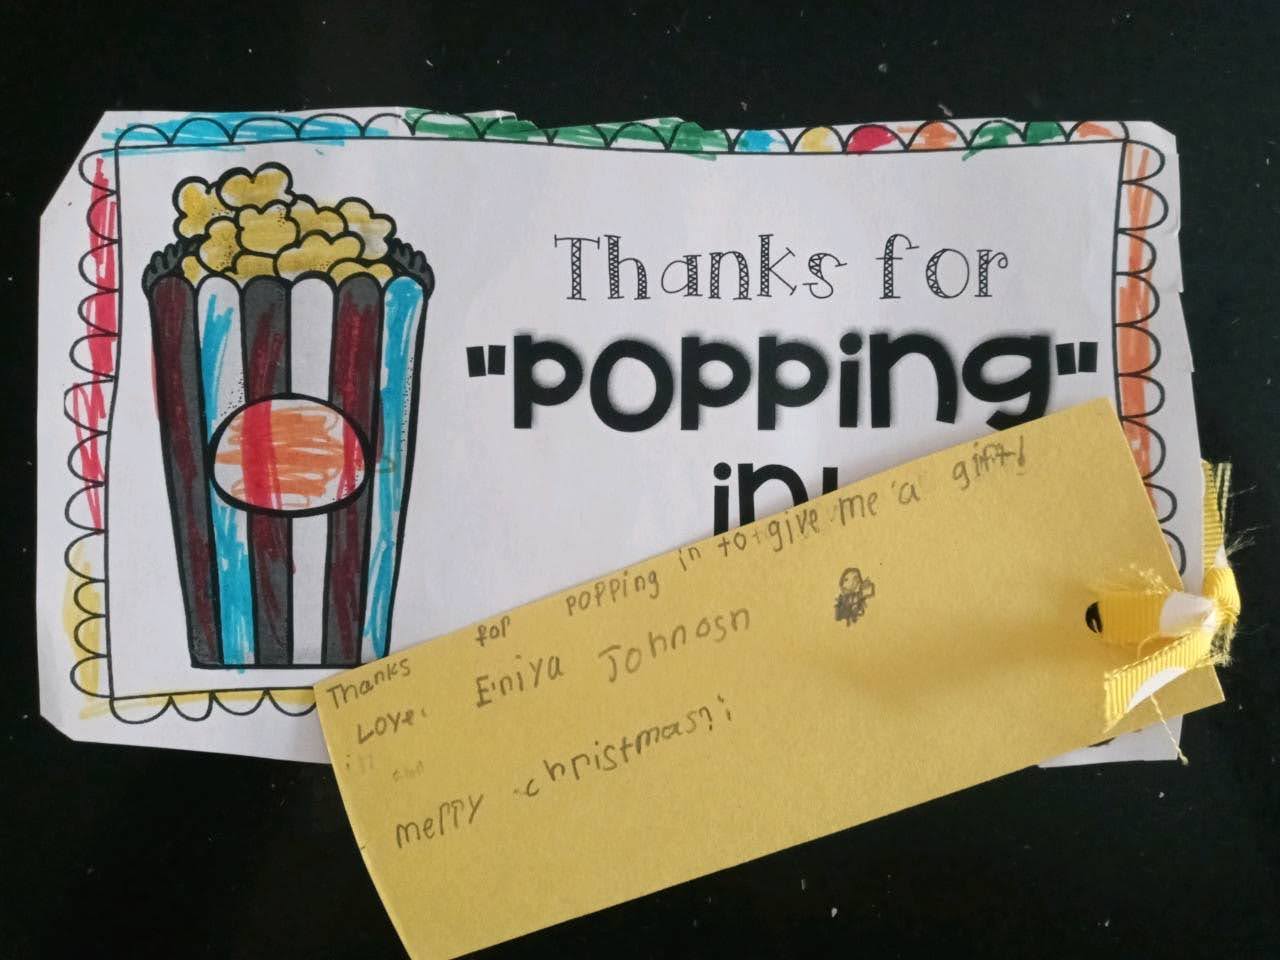 Thanks for
"POPPING"
in!
Thanks for popping in to give me a gift!
Love. Eniya Johnosn
merry christmas!